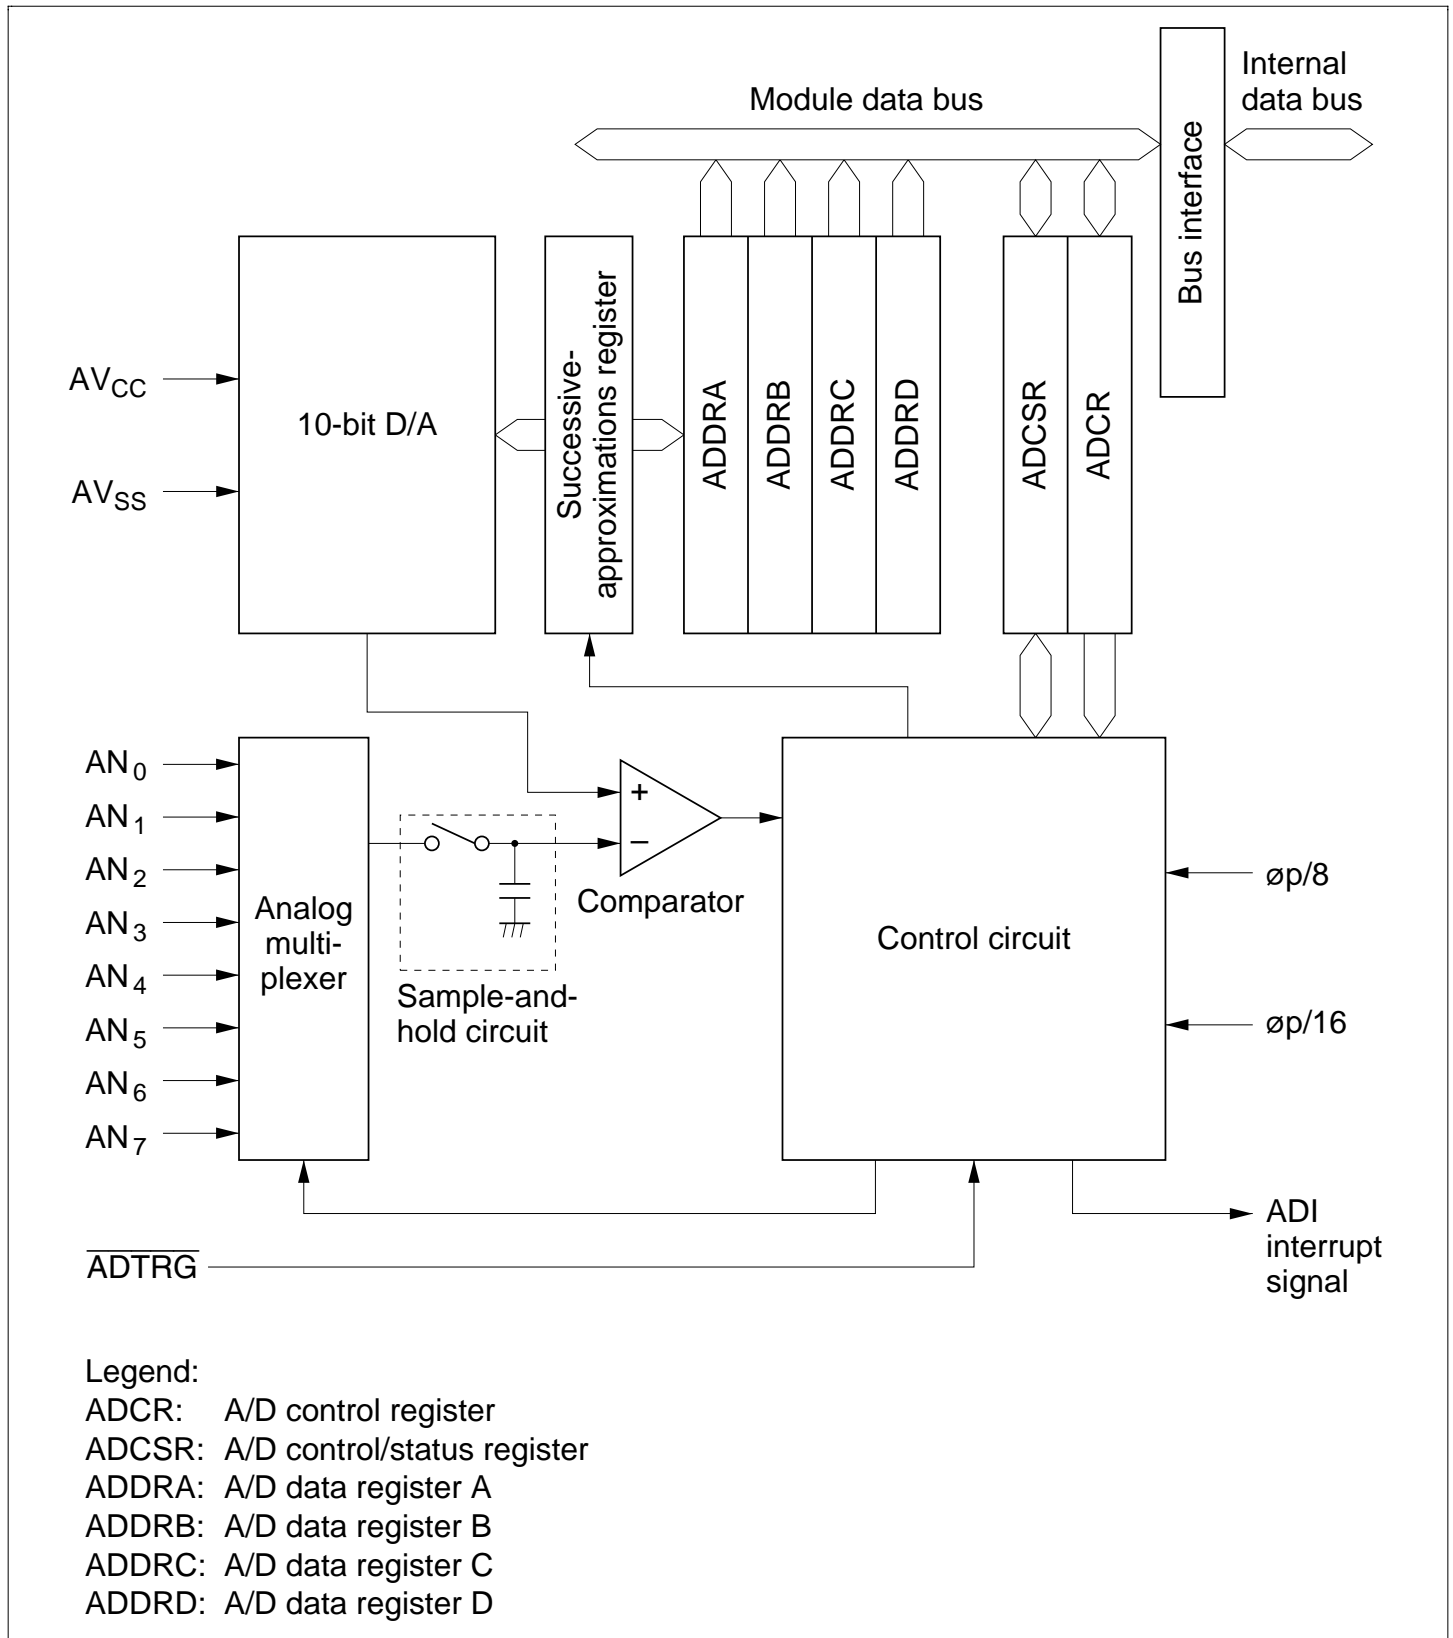 Internal
data bus
Module data bus
Bus interface
AVCC
AVSS
10-bit D/A
Successive-
approximations register
ADDRA
ADDRB
ADDRC
ADDRD
ADCSR
ADCR
AN0
AN1
AN2
AN3
AN4
AN5
AN6
AN7
Analog
multi-
plexer
+
−
Comparator
Sample-and-
hold circuit
Control circuit
øp/8
øp/16
ADTRG
ADI
interrupt
signal
Legend:
ADCR: A/D control register
ADCSR: A/D control/status register
ADDRA: A/D data register A
ADDRB: A/D data register B
ADDRC: A/D data register C
ADDRD: A/D data register D